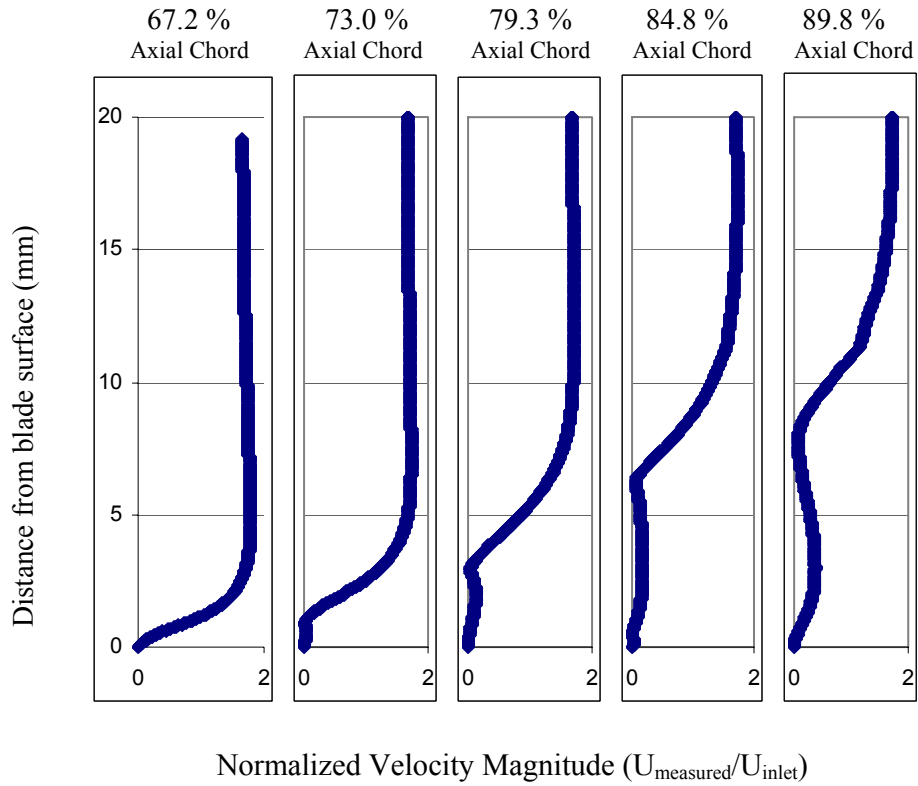 67.2 % 73.0 % 79.3 % 84.8 % 89.8 %
Axial Chord Axial Chord Axial Chord Axial Chord Axial Chord
20
15
10
5
0
0 2 0 2 0 2 0 2 0 2
Distance from blade surface (mm)
Normalized Velocity Magnitude (Umeasured/Uinlet)